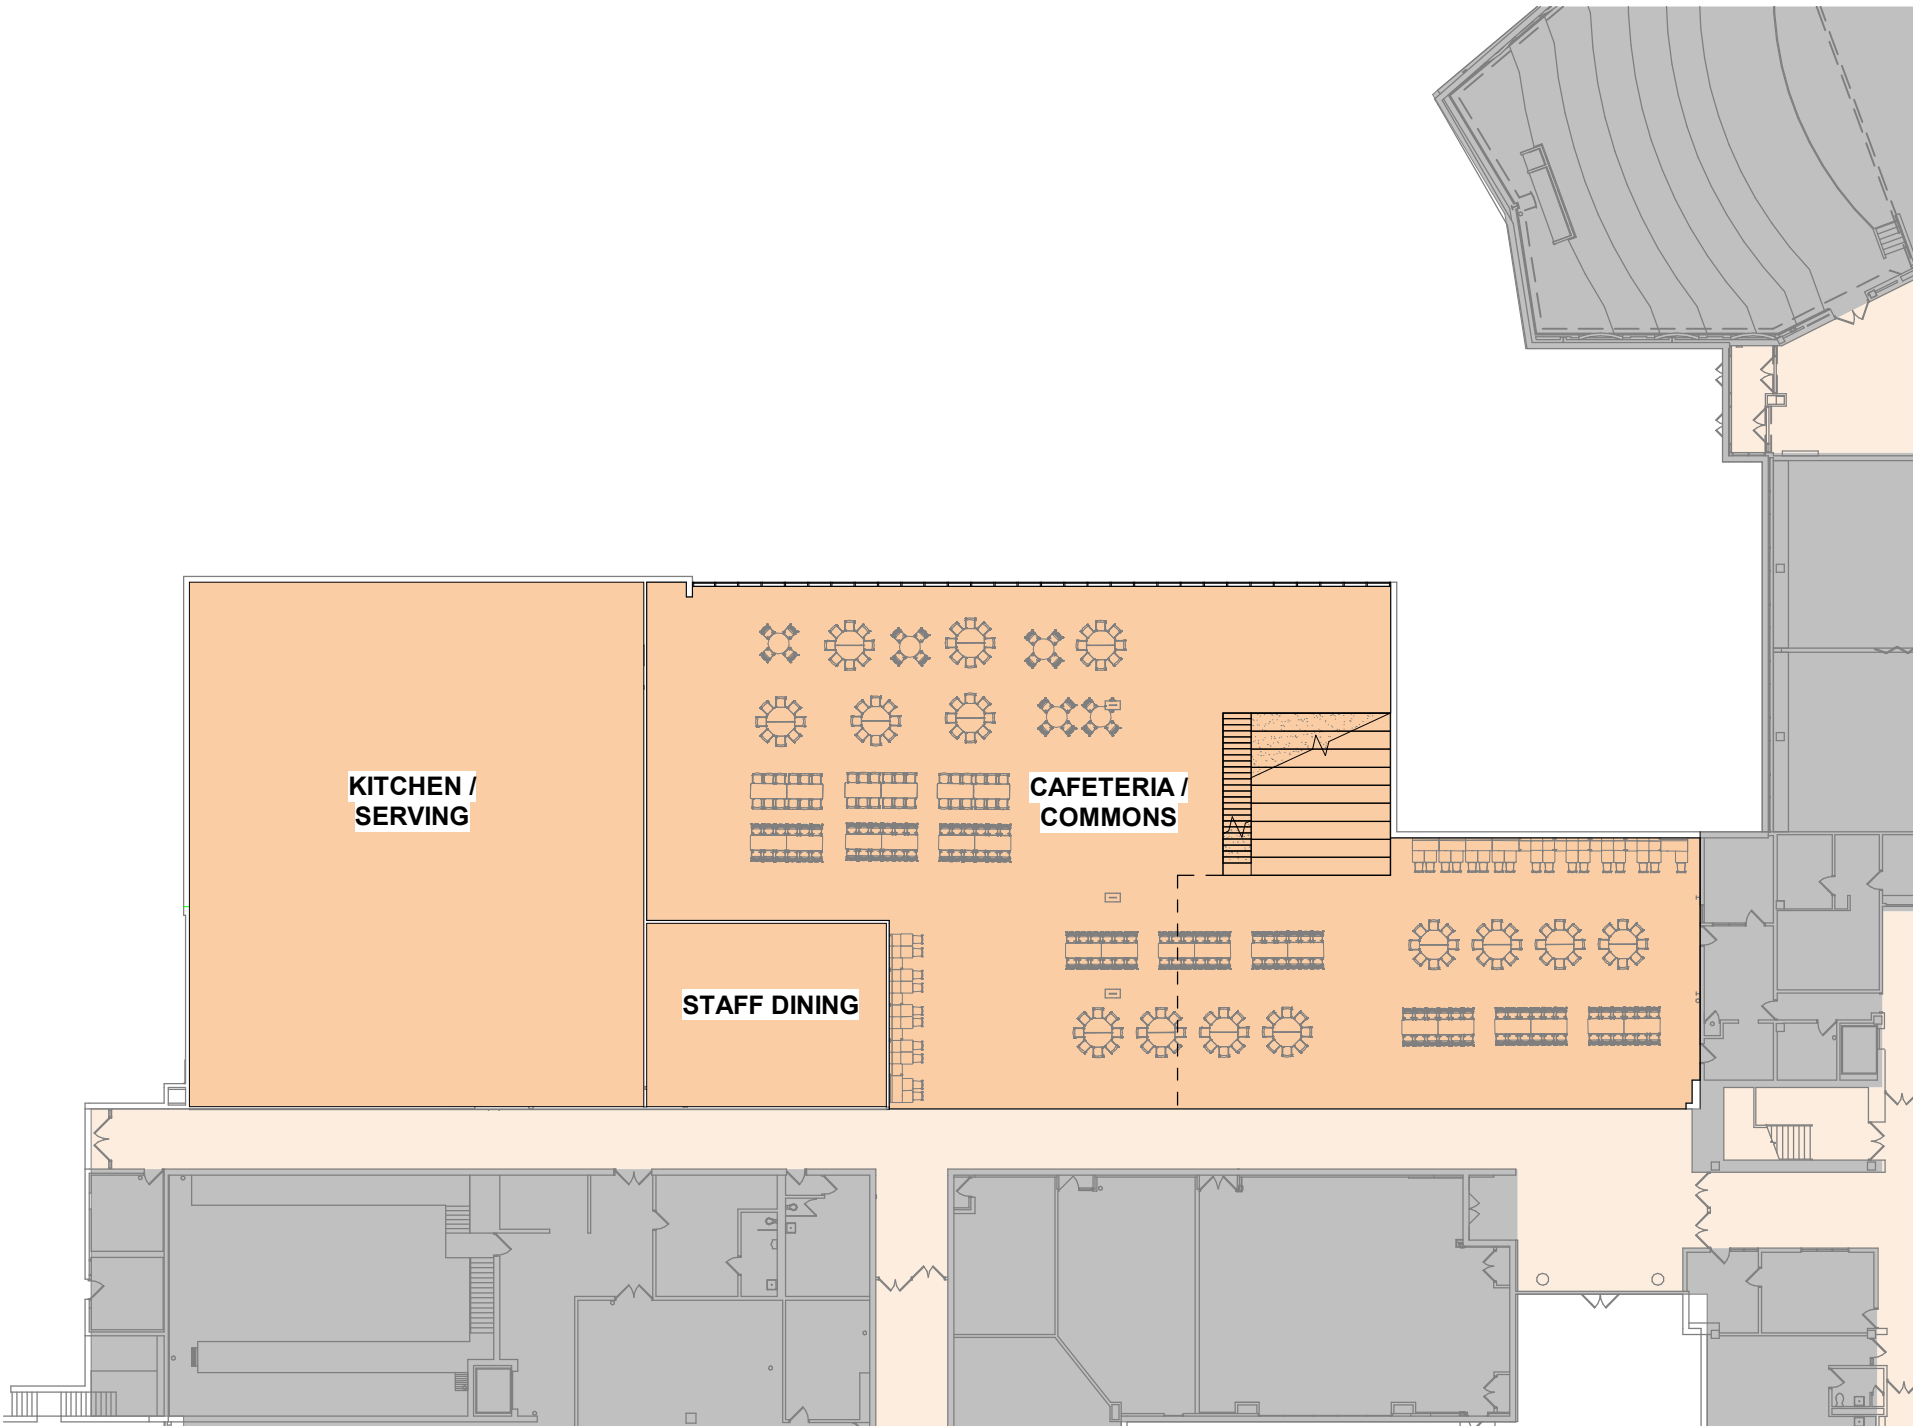 KITCHEN /
SERVING
CAFETERIA /
COMMONS
STAFF DINING